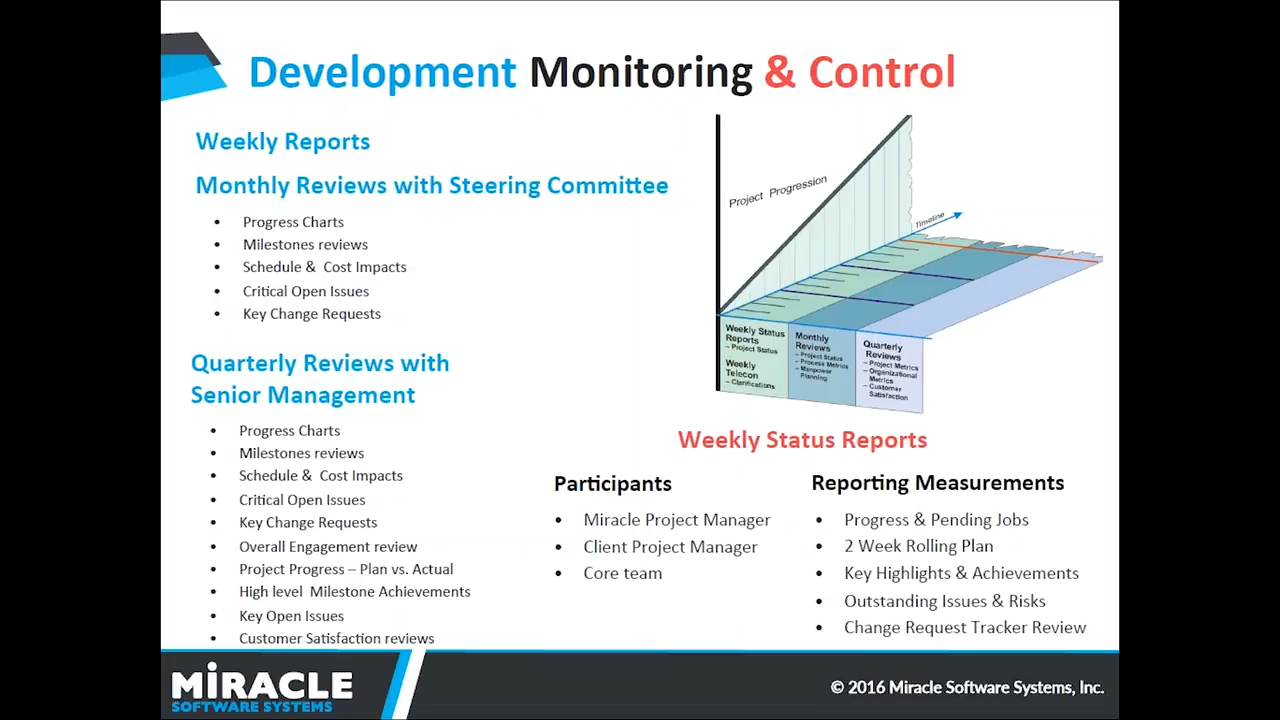 Development Monitoring & Control
Weekly Reports
Monthly Reviews with Steering Committee
• Progress Charts
• Milestones reviews
• Schedule & Cost Impacts
• Critical Open Issues
• Key Change Requests
Quarterly Reviews with
Senior Management
• Progress Charts
• Milestones reviews
• Schedule & Cost Impacts
• Critical Open Issues
• Key Change Requests
• Overall Engagement review
• Project Progress – Plan vs. Actual
• High level Milestone Achievements
• Key Open Issues
• Customer Satisfaction reviews
Project Progression
Timeline
Weekly Status
Reports
– Project Status
Weekly
Telecon
– Clarifications
Monthly
Reviews
– Project Status
– Process Metrics
– Manpower
Planning
Quarterly
Reviews
– Project Metrics
– Organizational
Metrics
– Customer
Satisfaction
Weekly Status Reports
Participants
• Miracle Project Manager
• Client Project Manager
• Core team
Reporting Measurements
• Progress & Pending Jobs
• 2 Week Rolling Plan
• Key Highlights & Achievements
• Outstanding Issues & Risks
• Change Request Tracker Review
MiRACLE
SOFTWARE SYSTEMS
© 2016 Miracle Software Systems, Inc.